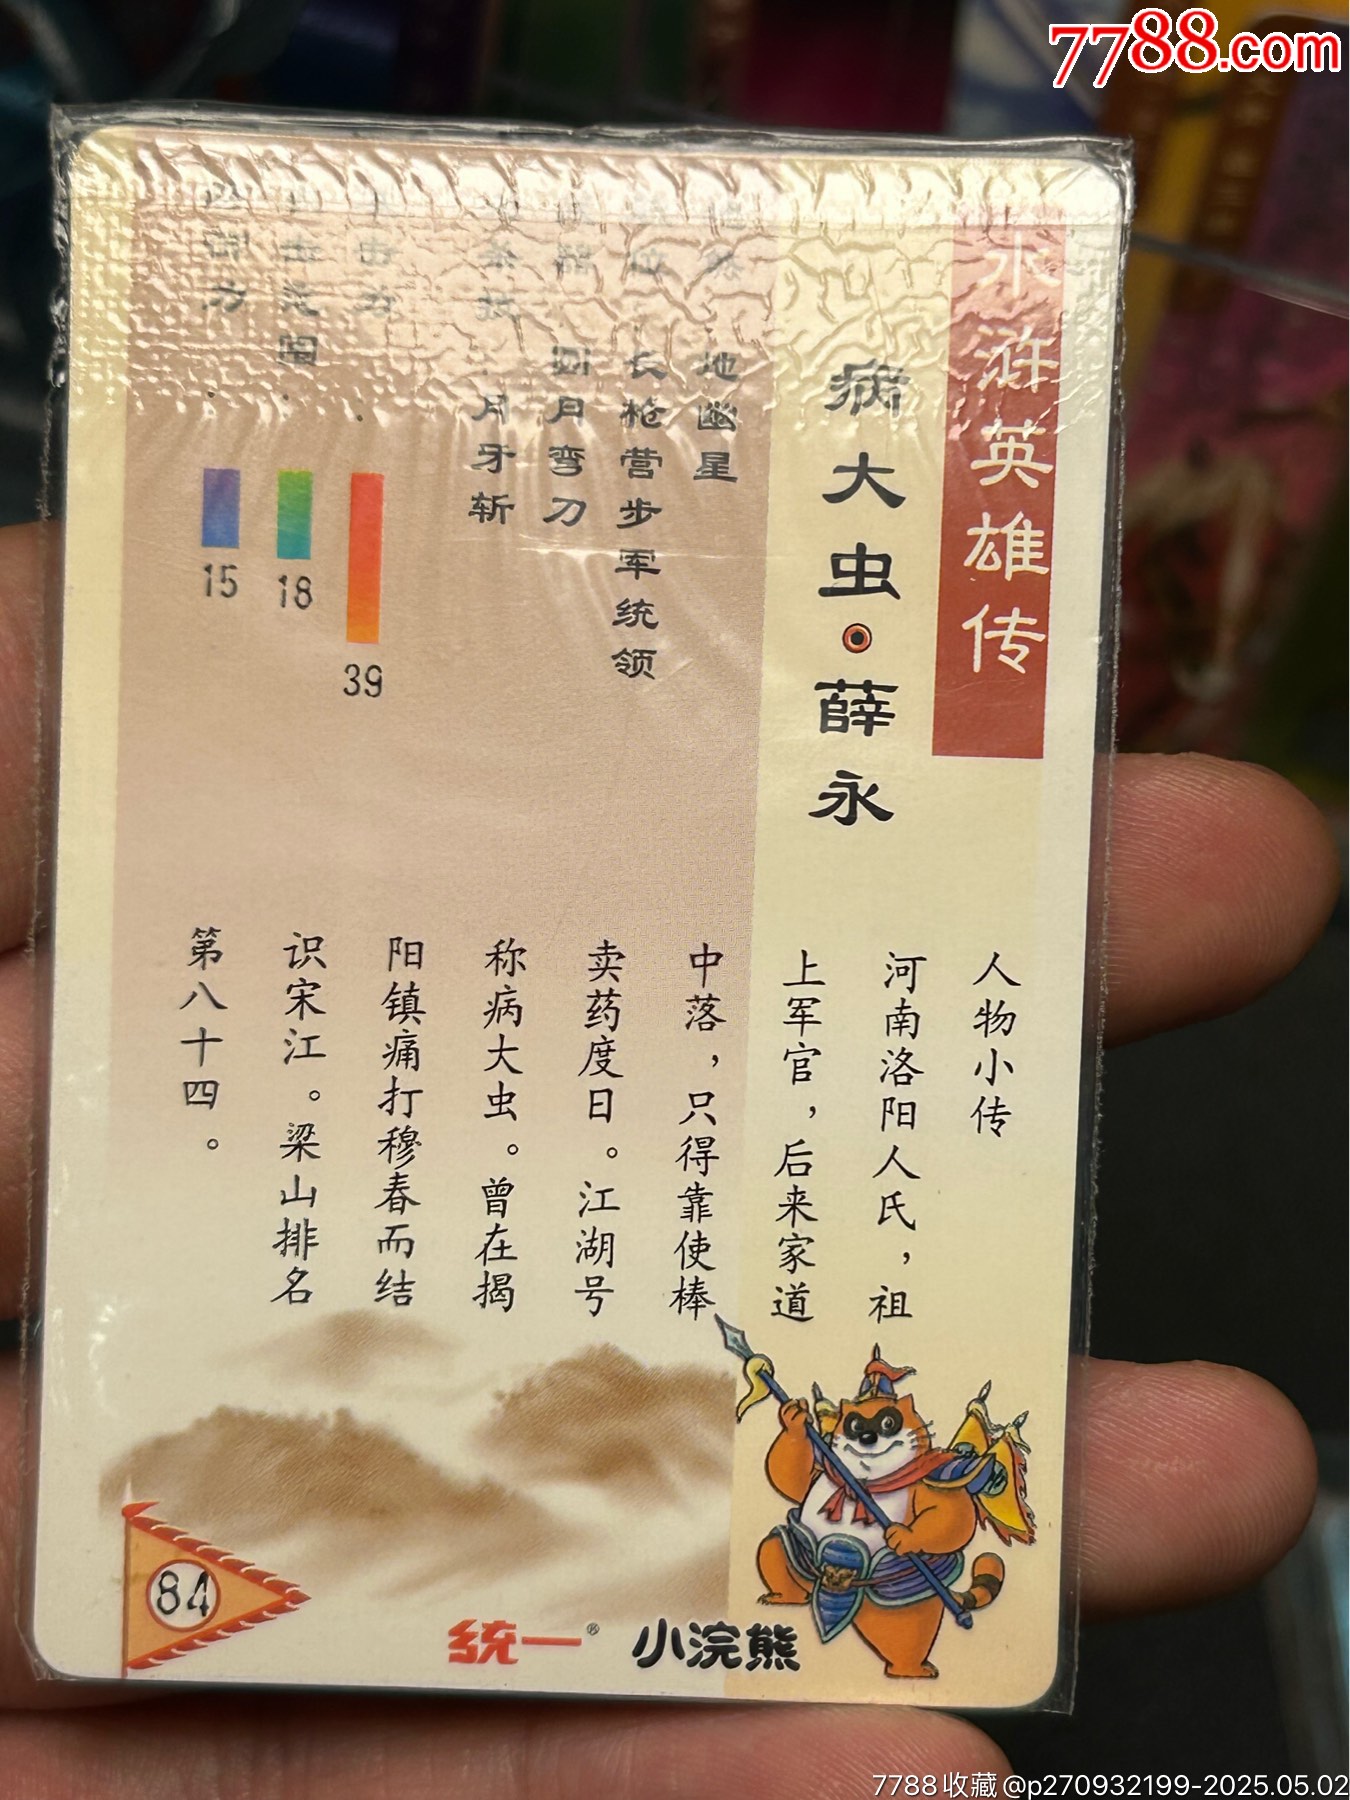 7788.com
水浒英雄传
病大虫·薛永
地幽星
长枪营步军统领
圆月弯刀
月牙斩
39
18
15
人物小传
河南洛阳人氏，祖
上军官，后来家道
中落，只得靠使棒
卖药度日。江湖号
称病大虫。曾在揭
阳镇痛打穆春而结
识宋江。梁山排名
第八十四。
84
统一® 小浣熊
7788收藏@p270932199-2025.05.02